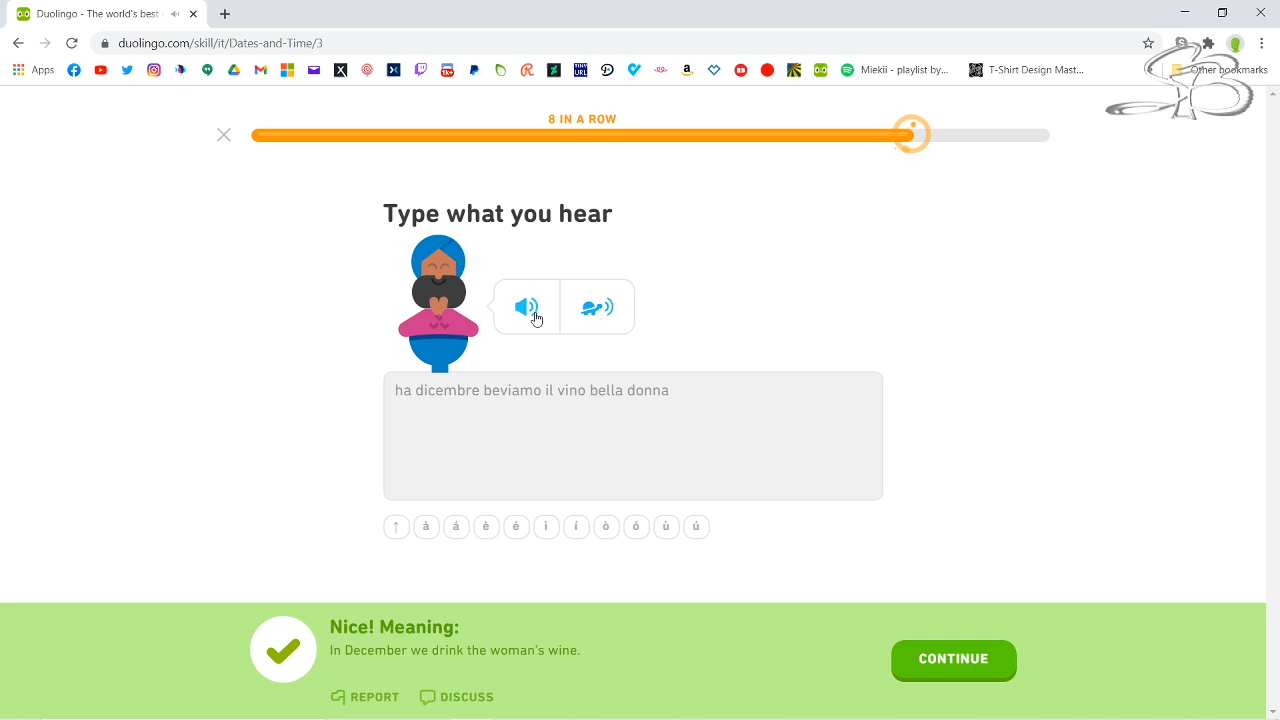 Duolingo - The world's best
duolingo.com/skill/it/Dates-and-Time/3
Apps
Miekii - playlist by...
T-Shirt Design Mast...
Other bookmarks
8 IN A ROW
Type what you hear
ha dicembre beviamo il vino bella donna
↑ à á è é ì í ò ó ù ú
Nice! Meaning:
In December we drink the woman's wine.
CONTINUE
REPORT
DISCUSS